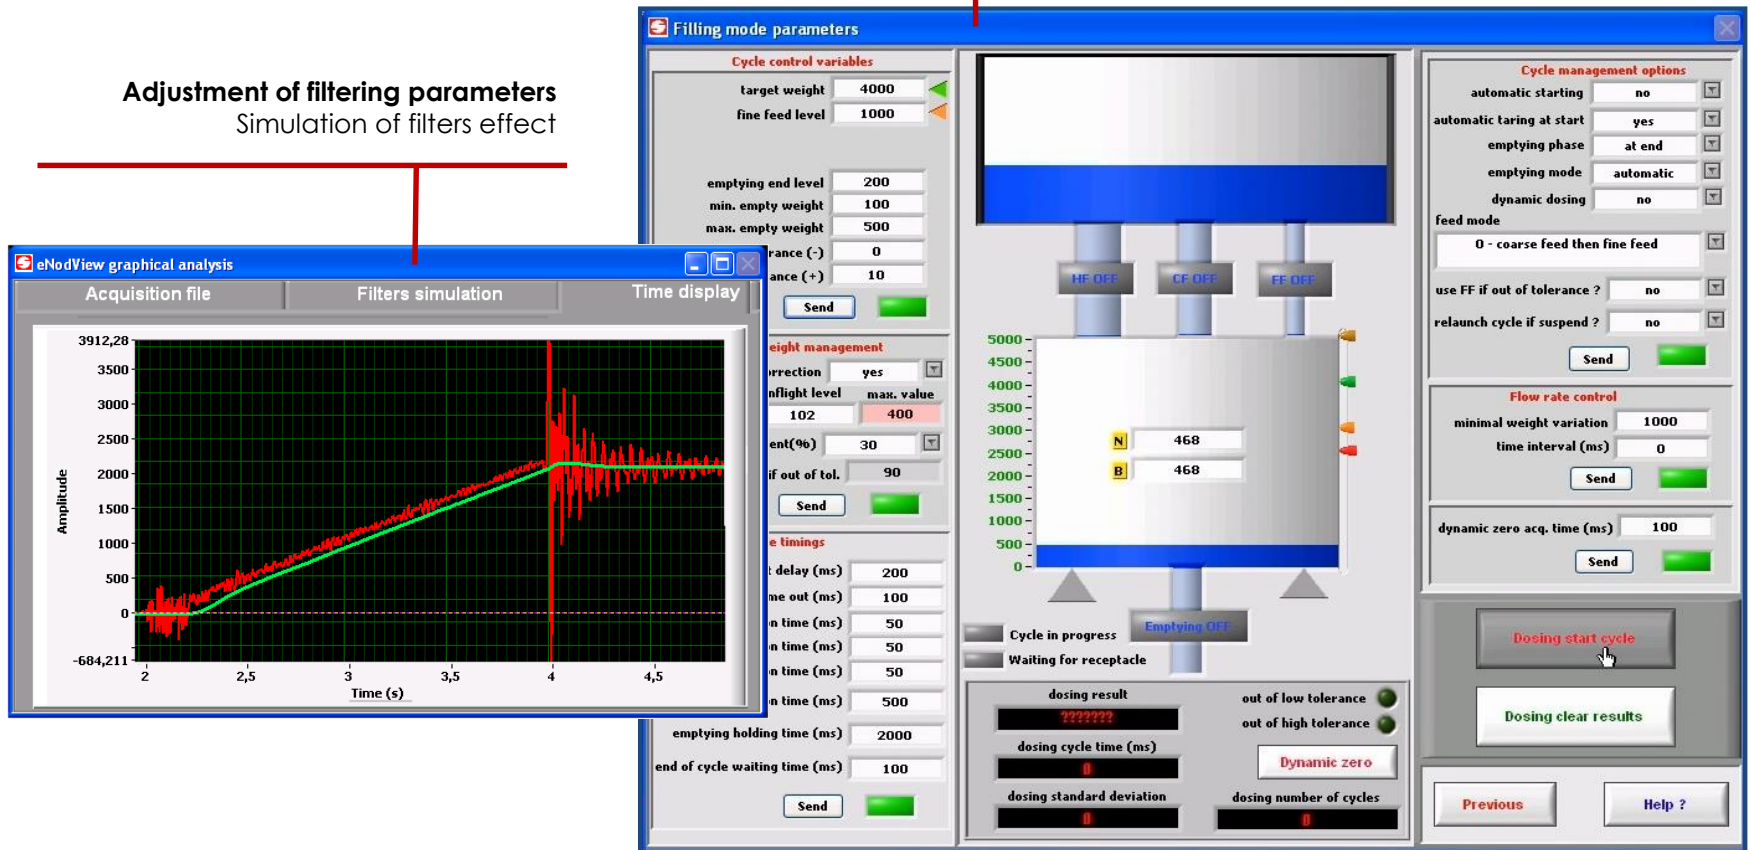 Adjustment of filtering parameters
Simulation of filters effect
eNodView graphical analysis
Acquisition file
Filters simulation
Time display
3912,28
3500
3000
2500
2000
1500
1000
500
0
-684,211
Amplitude
2
2,5
3
3,5
4
4,5
Time (s)
Filling mode parameters
Cycle control variables
target weight 4000
fine feed level 1000
emptying end level 200
min. empty weight 100
max. empty weight 500
rance (-) 0
ance (+) 10
Send
eight management
rrection yes
nflight level max. value
102 400
ent(%) 30
if out of tol. 90
Send
e timings
t delay (ms) 200
me out (ms) 100
n time (ms) 50
n time (ms) 50
n time (ms) 50
n time (ms) 500
emptying holding time (ms) 2000
end of cycle waiting time (ms) 100
Send
HF OFF
CF OFF
FF OFF
5000
4500
4000
3500
3000
2500
2000
1500
1000
500
0
N 468
B 468
Emptying OFF
Cycle in progress
Waiting for receptacle
dosing result
???????
out of low tolerance
out of high tolerance
dosing cycle time (ms)
0
Dynamic zero
dosing standard deviation
0
dosing number of cycles
0
Cycle management options
automatic starting no
automatic taring at start yes
emptying phase at end
emptying mode automatic
dynamic dosing no
feed mode
0 - coarse feed then fine feed
use FF if out of tolerance ? no
relaunch cycle if suspend ? no
Send
Flow rate control
minimal weight variation 1000
time interval (ms) 0
Send
dynamic zero acq. time (ms) 100
Send
Dosing start cycle
Dosing clear results
Previous
Help ?